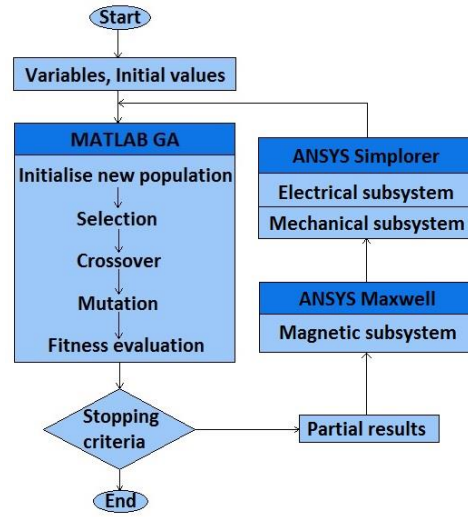 Start
Variables, Initial values
MATLAB GA
Initialise new population
Selection
Crossover
Mutation
Fitness evaluation
Stopping
criteria
End
Partial results
ANSYS Maxwell
Magnetic subsystem
ANSYS Simplorer
Electrical subsystem
Mechanical subsystem